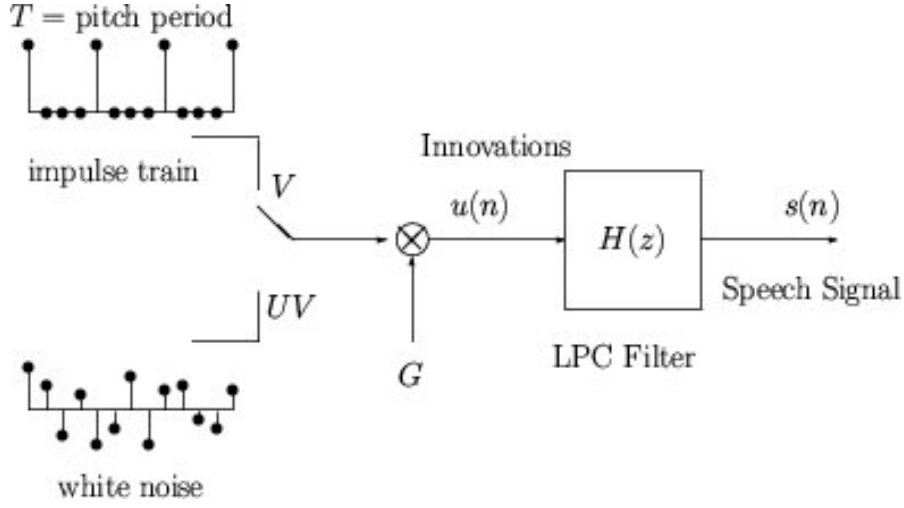 T = pitch period
impulse train
V
Innovations
u(n)
H(z)
s(n)
Speech Signal
UV
G
LPC Filter
white noise